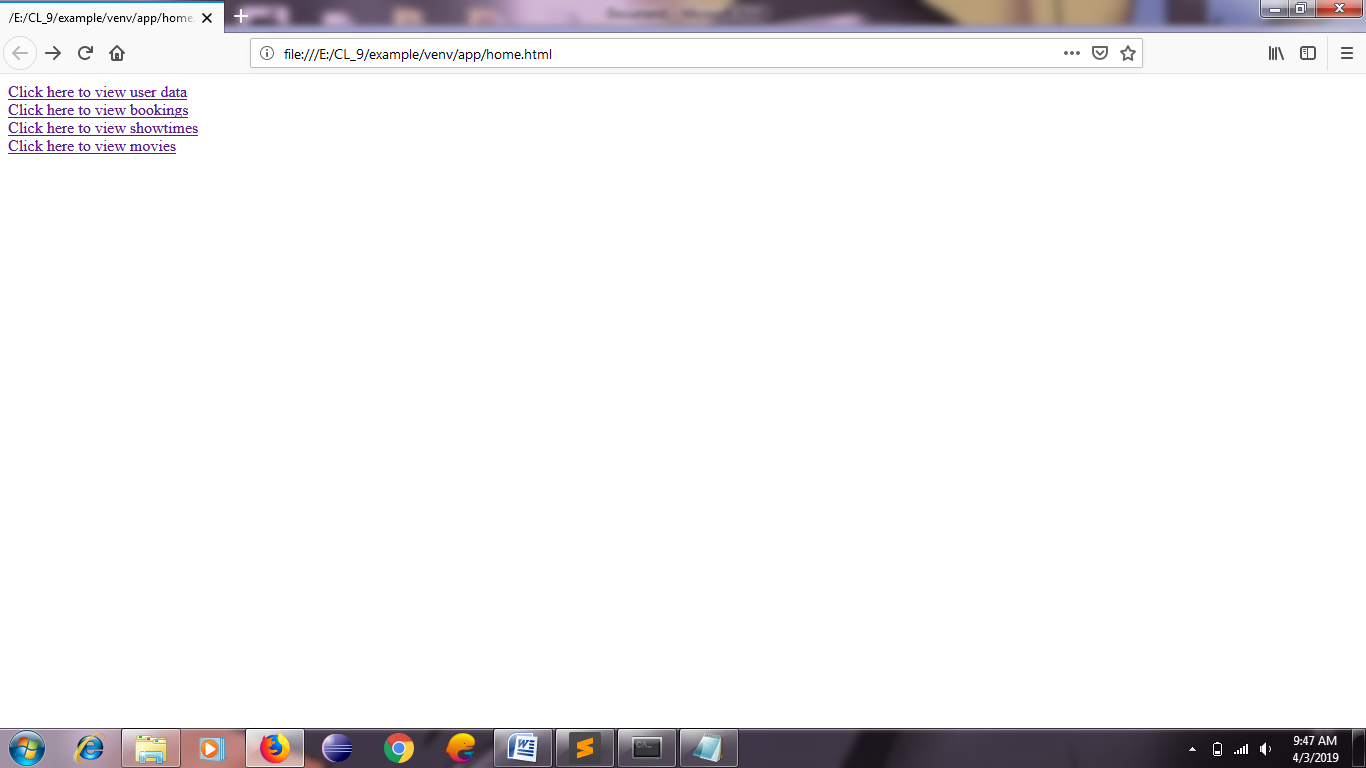 /E:/CL_9/example/venv/app/home.
file:///E:/CL_9/example/venv/app/home.html
Click here to view user data
Click here to view bookings
Click here to view showtimes
Click here to view movies
9:47 AM
4/3/2019